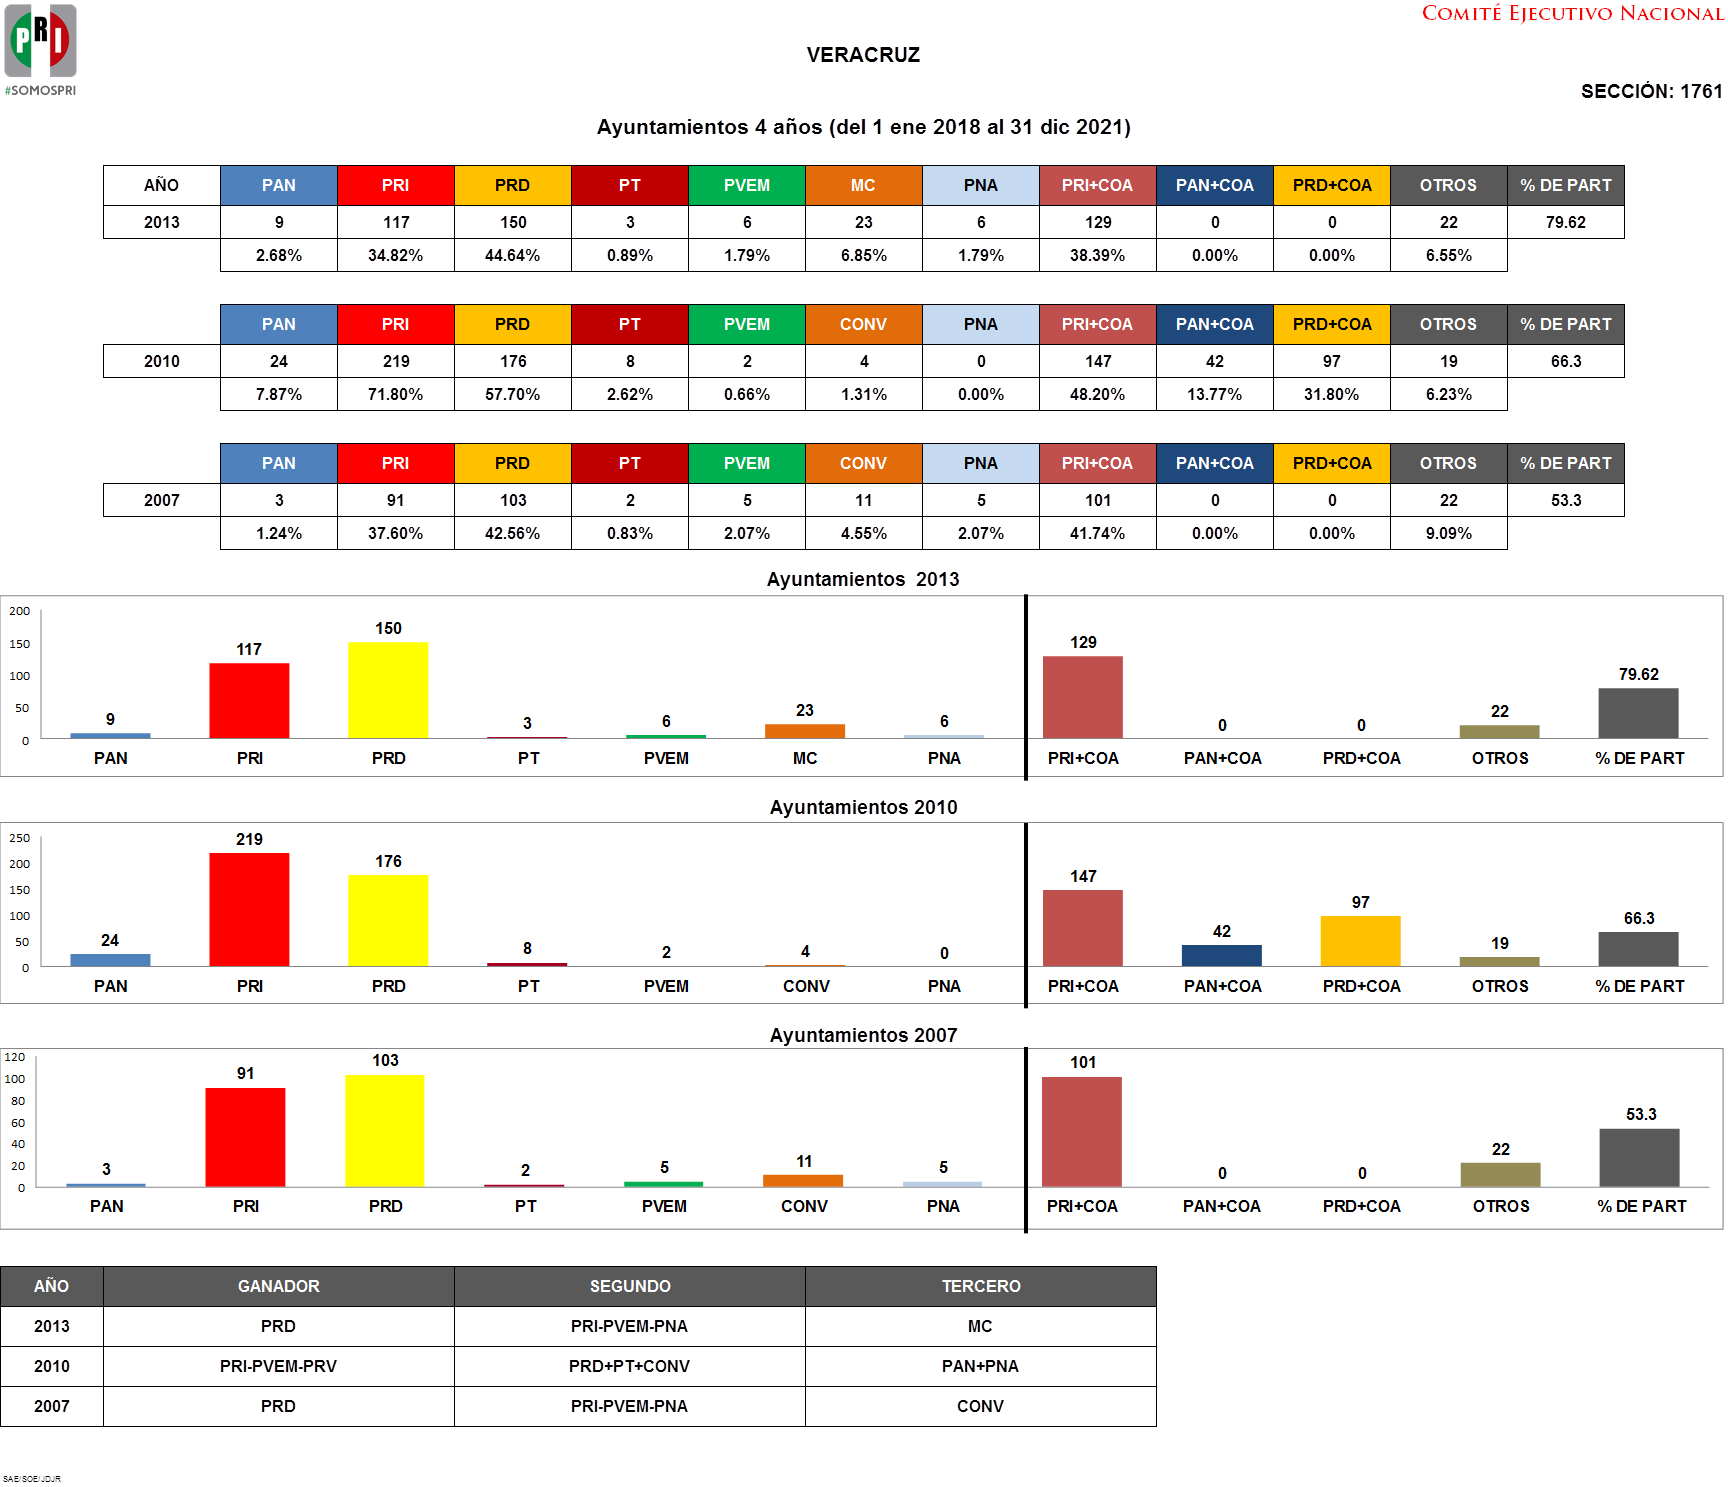 PRI
#SOMOSPRI
COMITÉ EJECUTIVO NACIONAL
VERACRUZ
SECCIÓN: 1761
Ayuntamientos 4 años (del 1 ene 2018 al 31 dic 2021)
AÑO PAN PRI PRD PT PVEM MC PNA PRI+COA PAN+COA PRD+COA OTROS % DE PART
2013 9 117 150 3 6 23 6 129 0 0 22 79.62
2.68% 34.82% 44.64% 0.89% 1.79% 6.85% 1.79% 38.39% 0.00% 0.00% 6.55%
PAN PRI PRD PT PVEM CONV PNA PRI+COA PAN+COA PRD+COA OTROS % DE PART
2010 24 219 176 8 2 4 0 147 42 97 19 66.3
7.87% 71.80% 57.70% 2.62% 0.66% 1.31% 0.00% 48.20% 13.77% 31.80% 6.23%
PAN PRI PRD PT PVEM CONV PNA PRI+COA PAN+COA PRD+COA OTROS % DE PART
2007 3 91 103 2 5 11 5 101 0 0 22 53.3
1.24% 37.60% 42.56% 0.83% 2.07% 4.55% 2.07% 41.74% 0.00% 0.00% 9.09%
Ayuntamientos 2013
200
150
100
50
0
9 117 150 3 6 23 6 129 0 0 22 79.62
PAN PRI PRD PT PVEM MC PNA PRI+COA PAN+COA PRD+COA OTROS % DE PART
Ayuntamientos 2010
250
200
150
100
50
0
24 219 176 8 2 4 0 147 42 97 19 66.3
PAN PRI PRD PT PVEM CONV PNA PRI+COA PAN+COA PRD+COA OTROS % DE PART
Ayuntamientos 2007
120
100
80
60
40
20
0
3 91 103 2 5 11 5 101 0 0 22 53.3
PAN PRI PRD PT PVEM CONV PNA PRI+COA PAN+COA PRD+COA OTROS % DE PART
AÑO GANADOR SEGUNDO TERCERO
2013 PRD PRI-PVEM-PNA MC
2010 PRI-PVEM-PRV PRD+PT+CONV PAN+PNA
2007 PRD PRI-PVEM-PNA CONV
SAE/SOE/JDJR